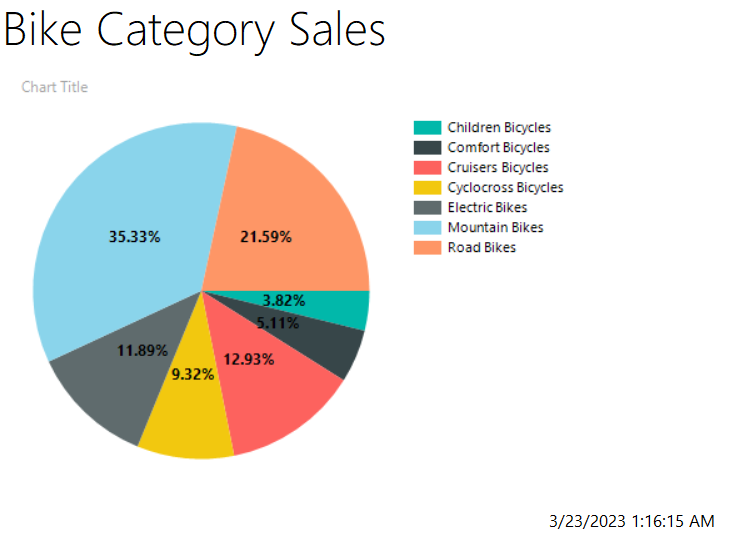 Bike Category Sales
Chart Title
Children Bicycles
Comfort Bicycles
Cruisers Bicycles
Cyclocross Bicycles
Electric Bikes
Mountain Bikes
Road Bikes
35.33%
21.59%
3.82%
5.11%
11.89%
12.93%
9.32%
3/23/2023 1:16:15 AM